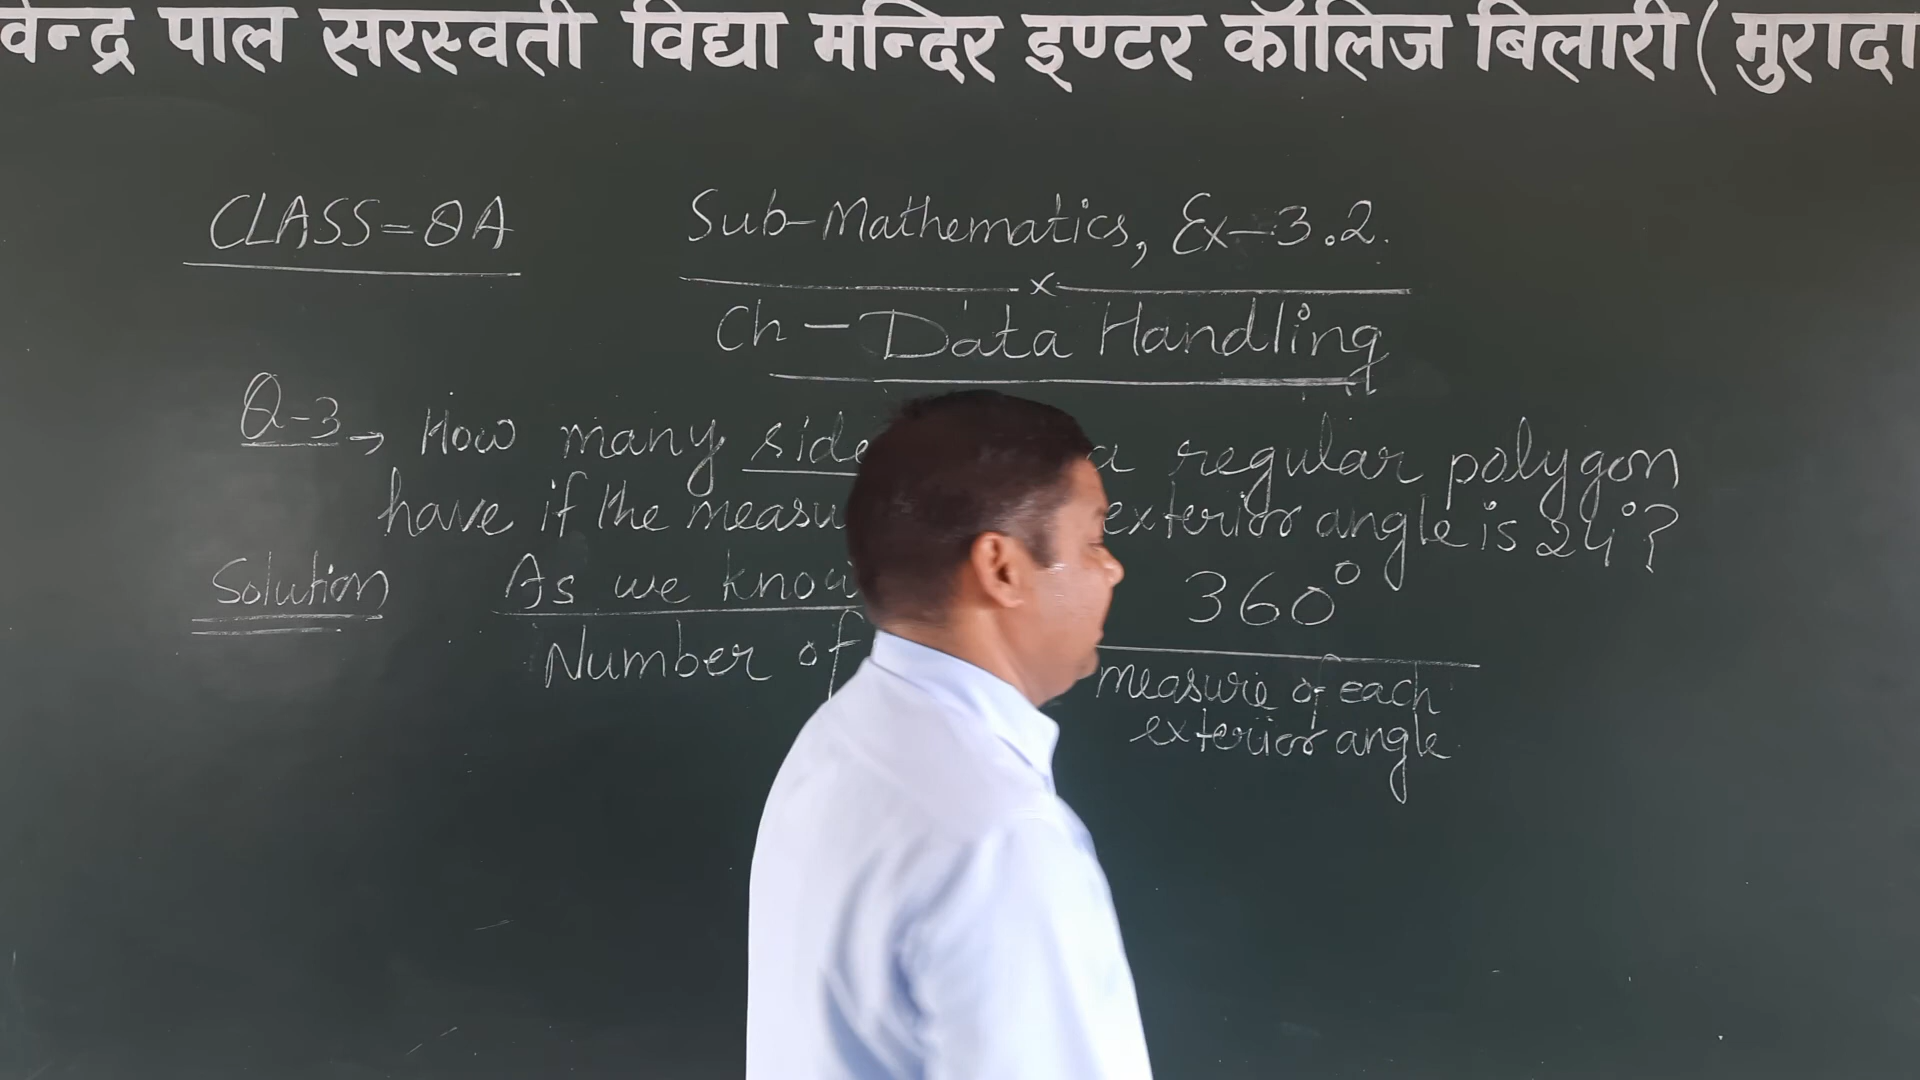 वेन्द्र पाल सरस्वती विद्या मन्दिर इण्टर कॉलिज बिलारी ( मुरादा
CLASS=8A
Sub-Mathematics, Ex-3.2.
x
Ch - Data Handling
Q-3→ How many side a regular polygon
have if the measu exterior angle is 24°?
Solution As we know 360°
Number of measure of each
exterior angle